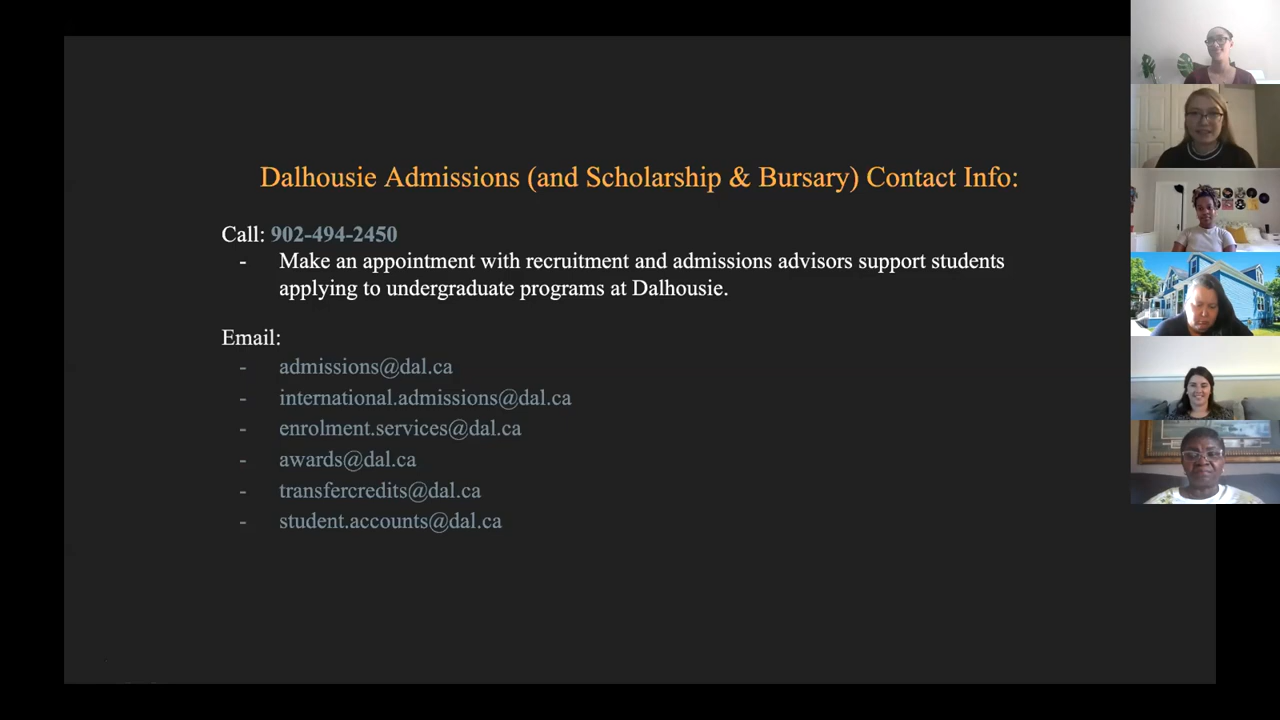 Dalhousie Admissions (and Scholarship & Bursary) Contact Info:
Call: 902-494-2450
- Make an appointment with recruitment and admissions advisors support students
applying to undergraduate programs at Dalhousie.
Email:
- admissions@dal.ca
- international.admissions@dal.ca
- enrolment.services@dal.ca
- awards@dal.ca
- transfercredits@dal.ca
- student.accounts@dal.ca